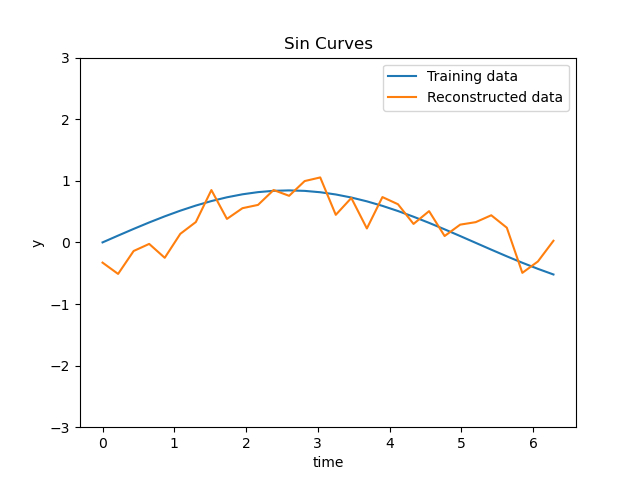 Sin Curves
Training data
Reconstructed data
3
2
1
0
−1
−2
−3
y
0
1
2
3
4
5
6
time